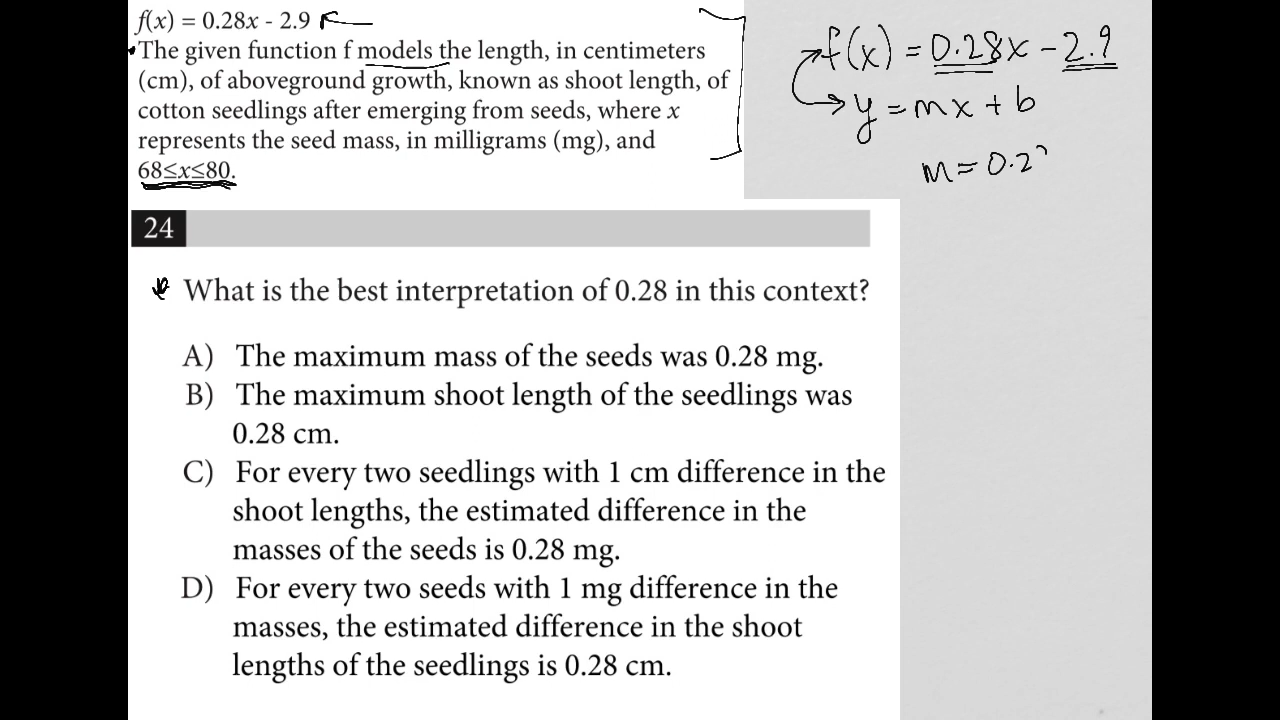 f(x) = 0.28x - 2.9
The given function f models the length, in centimeters
(cm), of aboveground growth, known as shoot length, of
cotton seedlings after emerging from seeds, where x
represents the seed mass, in milligrams (mg), and
68≤x≤80.
f(x) = 0.28x - 2.9
y = mx + b
m = 0.2
24
What is the best interpretation of 0.28 in this context?
A) The maximum mass of the seeds was 0.28 mg.
B) The maximum shoot length of the seedlings was
0.28 cm.
C) For every two seedlings with 1 cm difference in the
shoot lengths, the estimated difference in the
masses of the seeds is 0.28 mg.
D) For every two seeds with 1 mg difference in the
masses, the estimated difference in the shoot
lengths of the seedlings is 0.28 cm.